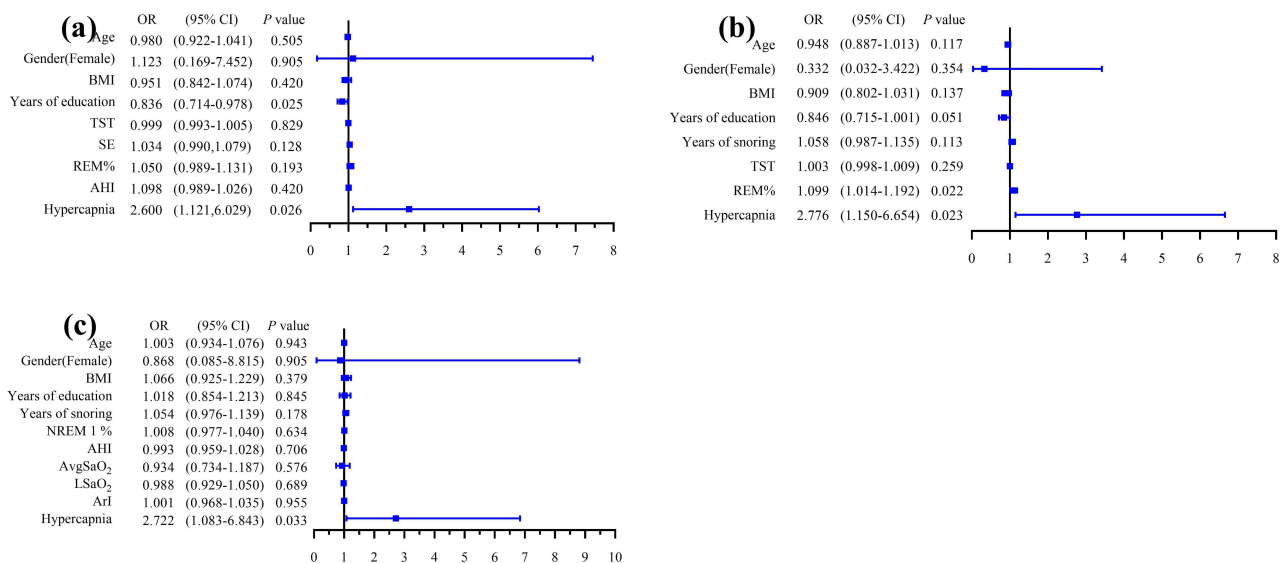 (a)
OR (95% CI) P value
Age 0.980 (0.922-1.041) 0.505
Gender(Female) 1.123 (0.169-7.452) 0.905
BMI 0.951 (0.842-1.074) 0.420
Years of education 0.836 (0.714-0.978) 0.025
TST 0.999 (0.993-1.005) 0.829
SE 1.034 (0.990,1.079) 0.128
REM% 1.050 (0.989-1.131) 0.193
AHI 1.098 (0.989-1.026) 0.420
Hypercapnia 2.600 (1.121,6.029) 0.026
0 1 2 3 4 5 6 7 8
(b)
OR (95% CI) P value
Age 0.948 (0.887-1.013) 0.117
Gender(Female) 0.332 (0.032-3.422) 0.354
BMI 0.909 (0.802-1.031) 0.137
Years of education 0.846 (0.715-1.001) 0.051
Years of snoring 1.058 (0.987-1.135) 0.113
TST 1.003 (0.998-1.009) 0.259
REM% 1.099 (1.014-1.192) 0.022
Hypercapnia 2.776 (1.150-6.654) 0.023
0 1 2 3 4 5 6 7 8
(c)
OR (95% CI) P value
Age 1.003 (0.934-1.076) 0.943
Gender(Female) 0.868 (0.085-8.815) 0.905
BMI 1.066 (0.925-1.229) 0.379
Years of education 1.018 (0.854-1.213) 0.845
Years of snoring 1.054 (0.976-1.139) 0.178
NREM 1 % 1.008 (0.977-1.040) 0.634
AHI 0.993 (0.959-1.028) 0.706
AvgSaO₂ 0.934 (0.734-1.187) 0.576
LSaO₂ 0.988 (0.929-1.050) 0.689
ArI 1.001 (0.968-1.035) 0.955
Hypercapnia 2.722 (1.083-6.843) 0.033
0 1 2 3 4 5 6 7 8 9 10